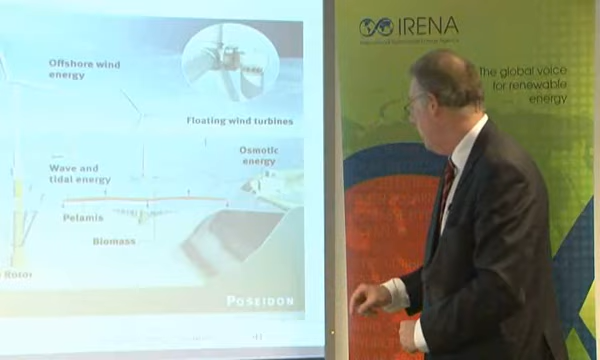 Offshore wind
energy
Floating wind turbines
Osmotic
energy
Wave and
tidal energy
Pelamis
Biomass
Rotor
POSEIDON
IRENA
The global voice
for renewable
energy